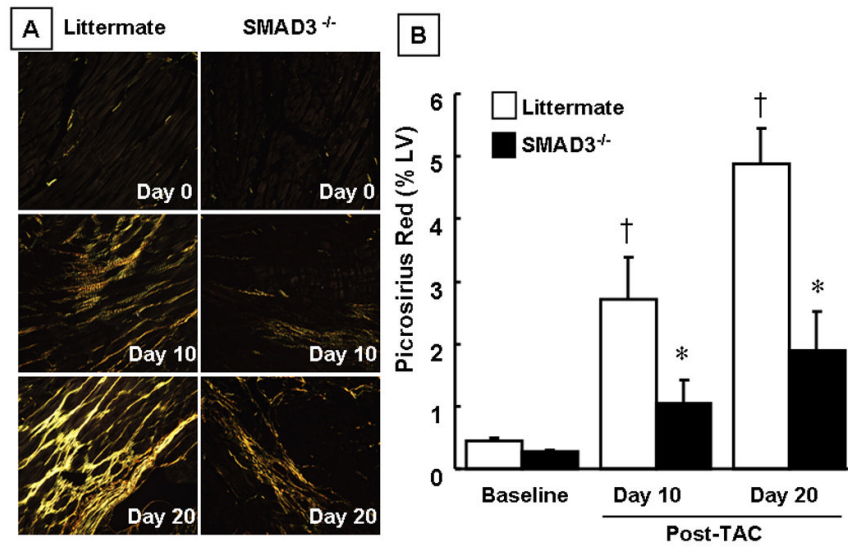 A
Littermate
SMAD3 -/-
Day 0
Day 0
Day 10
Day 10
Day 20
Day 20
B
Picrosirius Red (% LV)
6
5
4
3
2
1
0
Littermate
SMAD3-/-
†
†
*
*
Baseline
Day 10
Day 20
Post-TAC